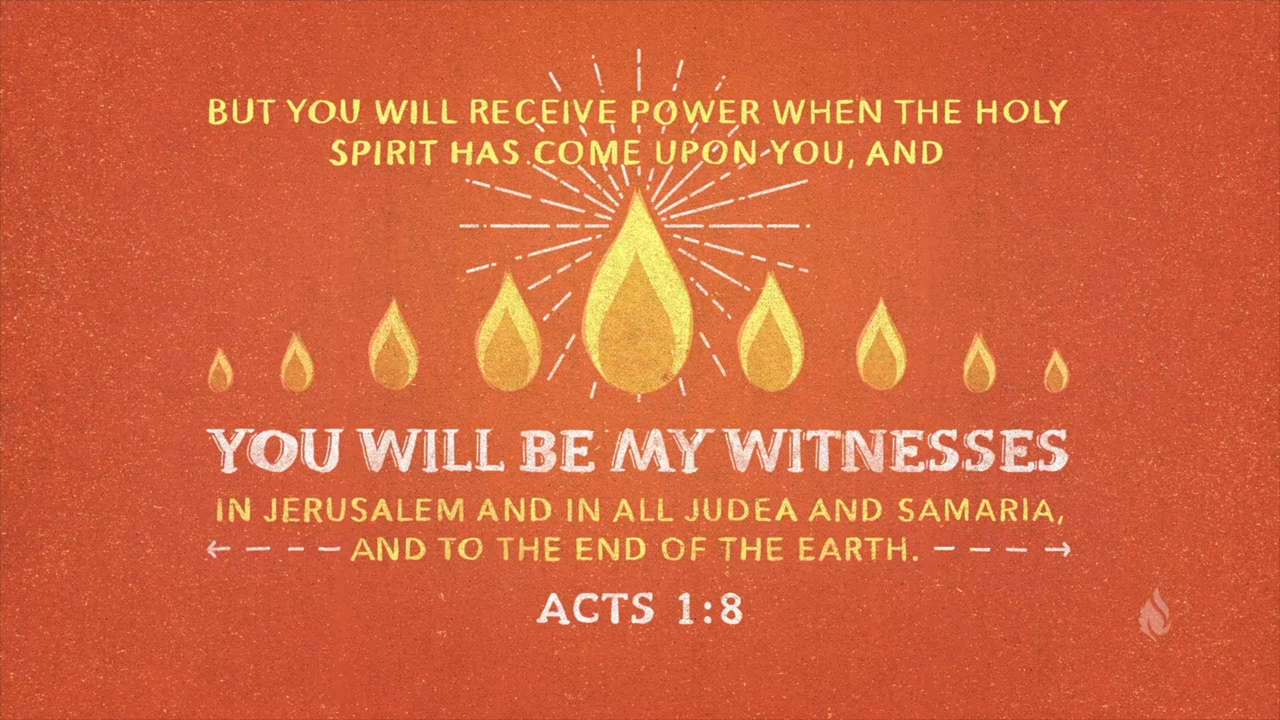 BUT YOU WILL RECEIVE POWER WHEN THE HOLY
SPIRIT HAS COME UPON YOU, AND
YOU WILL BE MY WITNESSES
IN JERUSALEM AND IN ALL JUDEA AND SAMARIA,
AND TO THE END OF THE EARTH.
ACTS 1:8